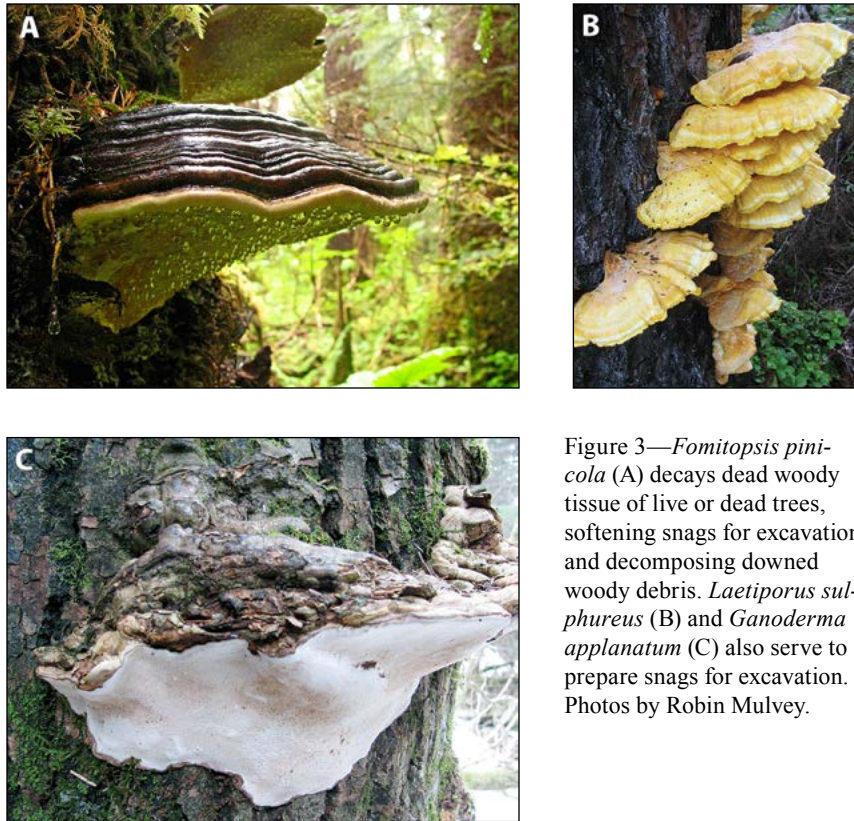 A
B
C
Figure 3—Fomitopsis pini-
cola (A) decays dead woody
tissue of live or dead trees,
softening snags for excavation
and decomposing downed
woody debris. Laetiporus sul-
phureus (B) and Ganoderma
applanatum (C) also serve to
prepare snags for excavation.
Photos by Robin Mulvey.